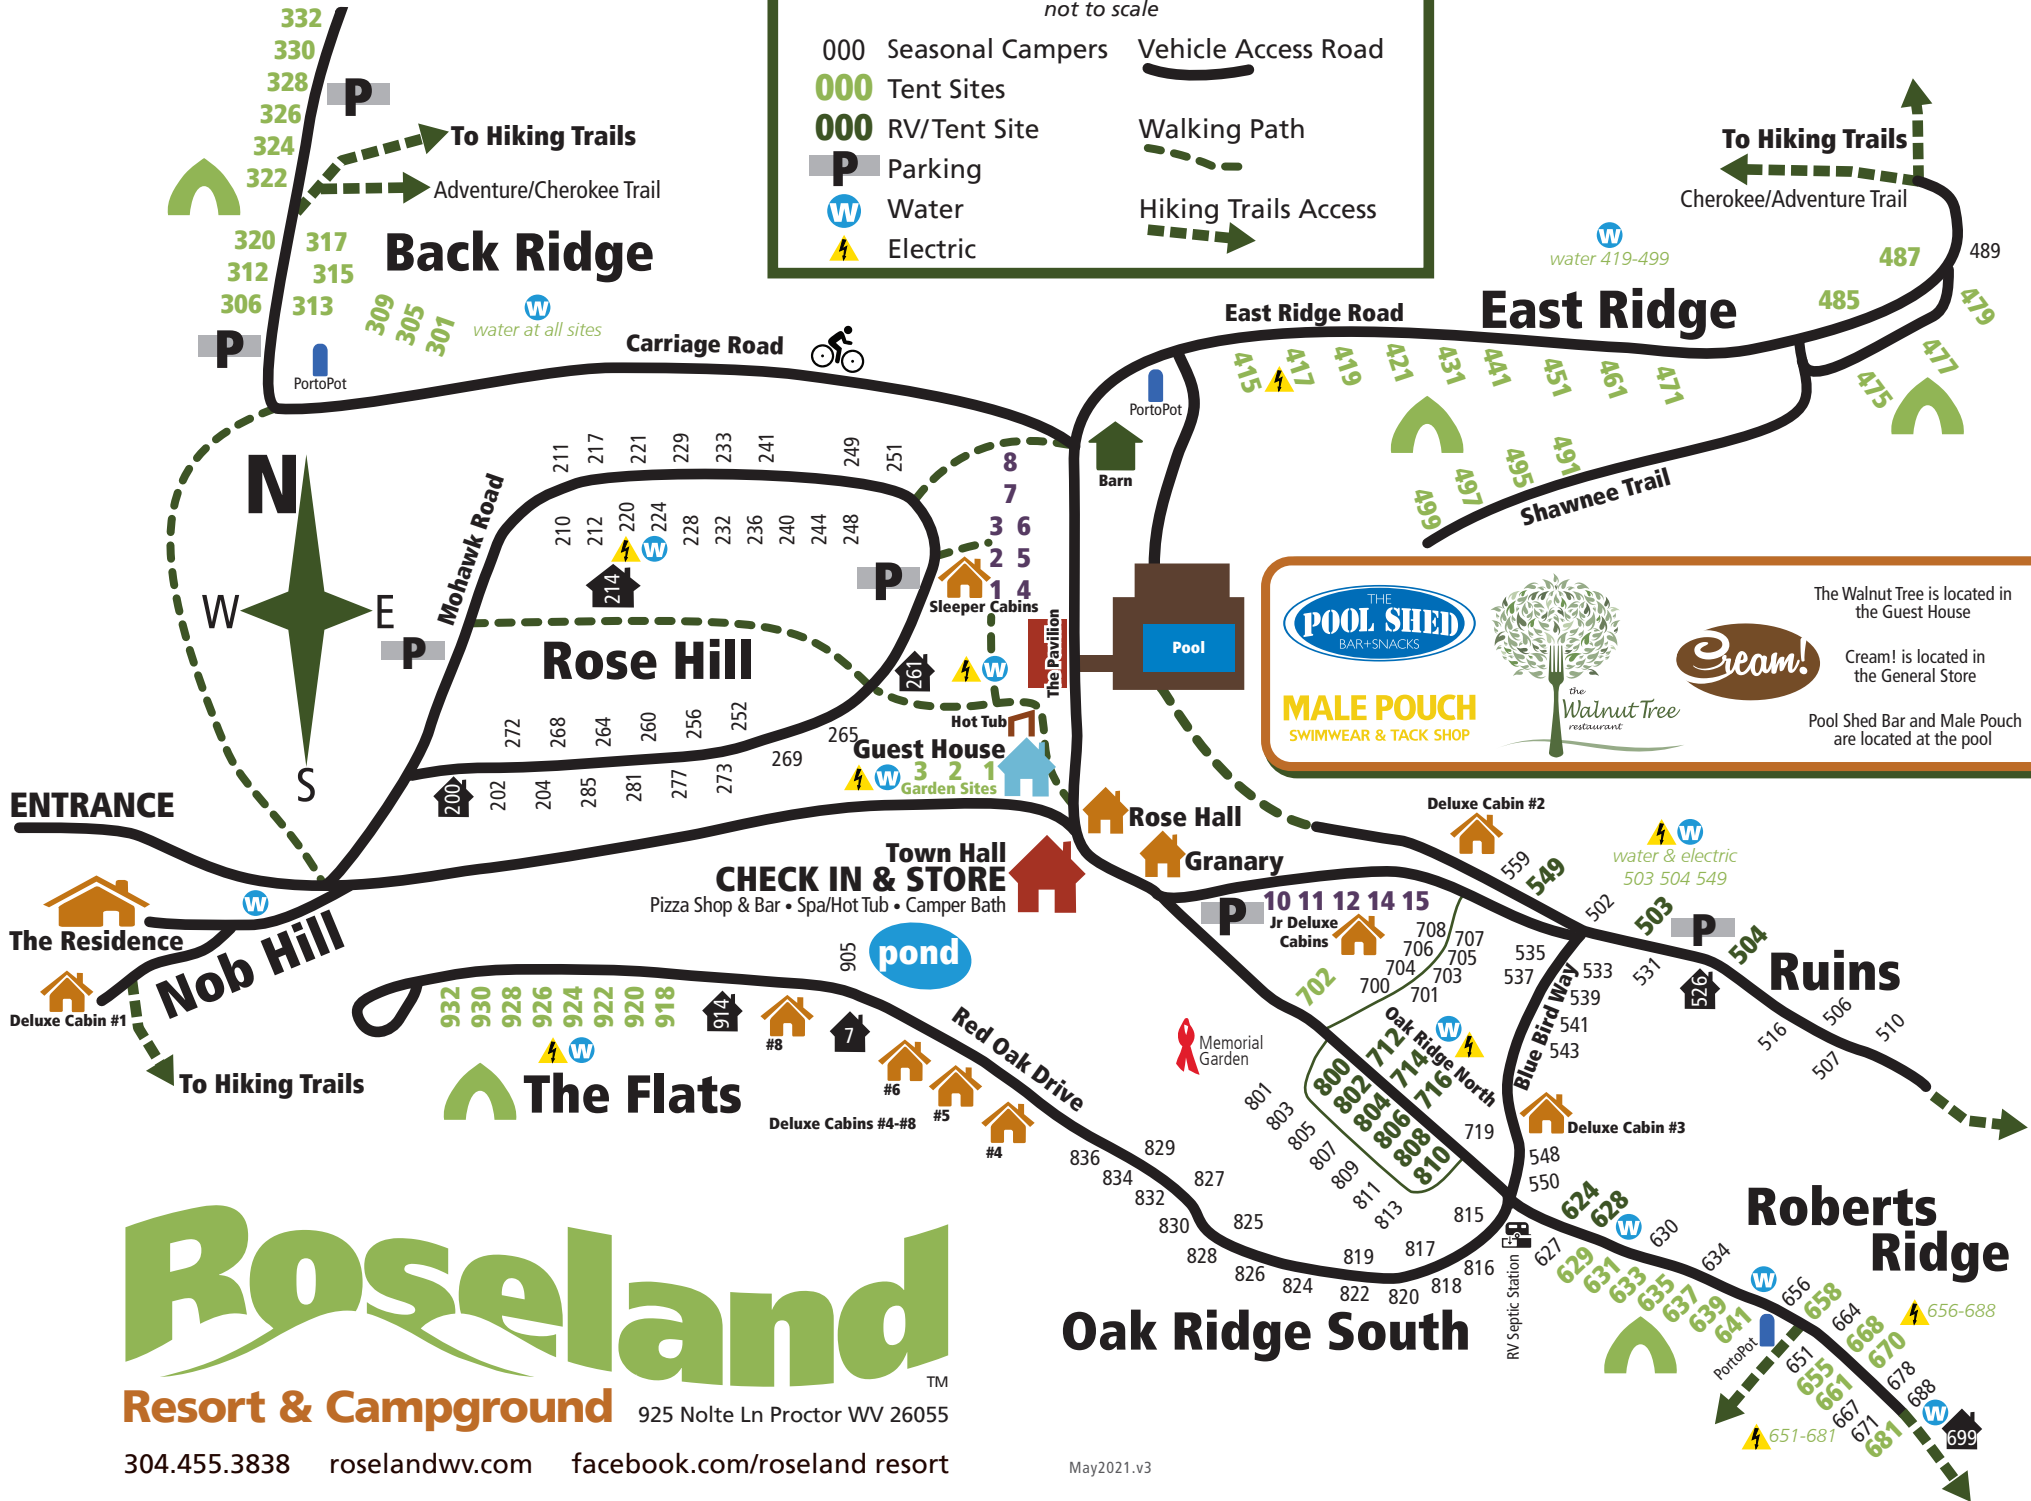 not to scale
000 Seasonal Campers
000 Tent Sites
000 RV/Tent Site
P Parking
W Water
Electric
Vehicle Access Road
Walking Path
Hiking Trails Access
332
330
328
P
326
324
322
To Hiking Trails
Adventure/Cherokee Trail
320 317
312 315
306 313
309
305
301
Back Ridge
W
water at all sites
P
PortoPot
Carriage Road
To Hiking Trails
Cherokee/Adventure Trail
W
water 419-499
487
489
485
479
477
475
East Ridge Road
East Ridge
415
417
419
421
431
441
451
461
471
PortoPot
Barn
499
497
495
491
Shawnee Trail
N
W
E
S
Mohawk Road
P
211
217
221
229
233
241
249
251
210
212
220
224
228
232
236
240
244
248
W
214
P
Rose Hill
261
272
268
264
260
256
252
200
202
204
285
281
277
273
269
265
8
7
3 6
2 5
1 4
Sleeper Cabins
The Pavilion
W
Hot Tub
Pool
Guest House
W
3 2 1
Garden Sites
THE
POOL SHED
BAR+SNACKS
MALE POUCH
SWIMWEAR & TACK SHOP
the
Walnut Tree
restaurant
Cream!
The Walnut Tree is located in
the Guest House
Cream! is located in
the General Store
Pool Shed Bar and Male Pouch
are located at the pool
ENTRANCE
The Residence
W
Nob Hill
Deluxe Cabin #1
To Hiking Trails
Rose Hall
Granary
Town Hall
CHECK IN & STORE
Pizza Shop & Bar • Spa/Hot Tub • Camper Bath
P
10 11 12 14 15
Jr Deluxe
Cabins
Deluxe Cabin #2
559
549
W
water & electric
503 504 549
502
503
P
504
Ruins
531
526
516
506
507
510
708
707
706
705
704
703
700
701
702
535
537
533
539
541
543
Blue Bird Way
Oak Ridge North
W
712
714
716
719
800
802
804
806
808
810
Memorial
Garden
801
803
805
807
809
811
813
815
Deluxe Cabin #3
548
550
905
pond
932
930
928
926
924
922
920
918
914
W
The Flats
#8
7
#6
#5
#4
Deluxe Cabins #4-#8
Red Oak Drive
836
834
832
830
828
826
824
822
820
818
816
829
827
825
819
817
Oak Ridge South
RV Septic Station
624
628
W
627
629
631
633
635
637
639
641
630
634
Roberts
Ridge
W
656
658
664
668
670
678
688
656-688
PortoPot
651
655
661
667
671
681
651-681
W
699
Roseland
TM
Resort & Campground
925 Nolte Ln Proctor WV 26055
304.455.3838 roselandwv.com facebook.com/roseland resort
May2021.v3